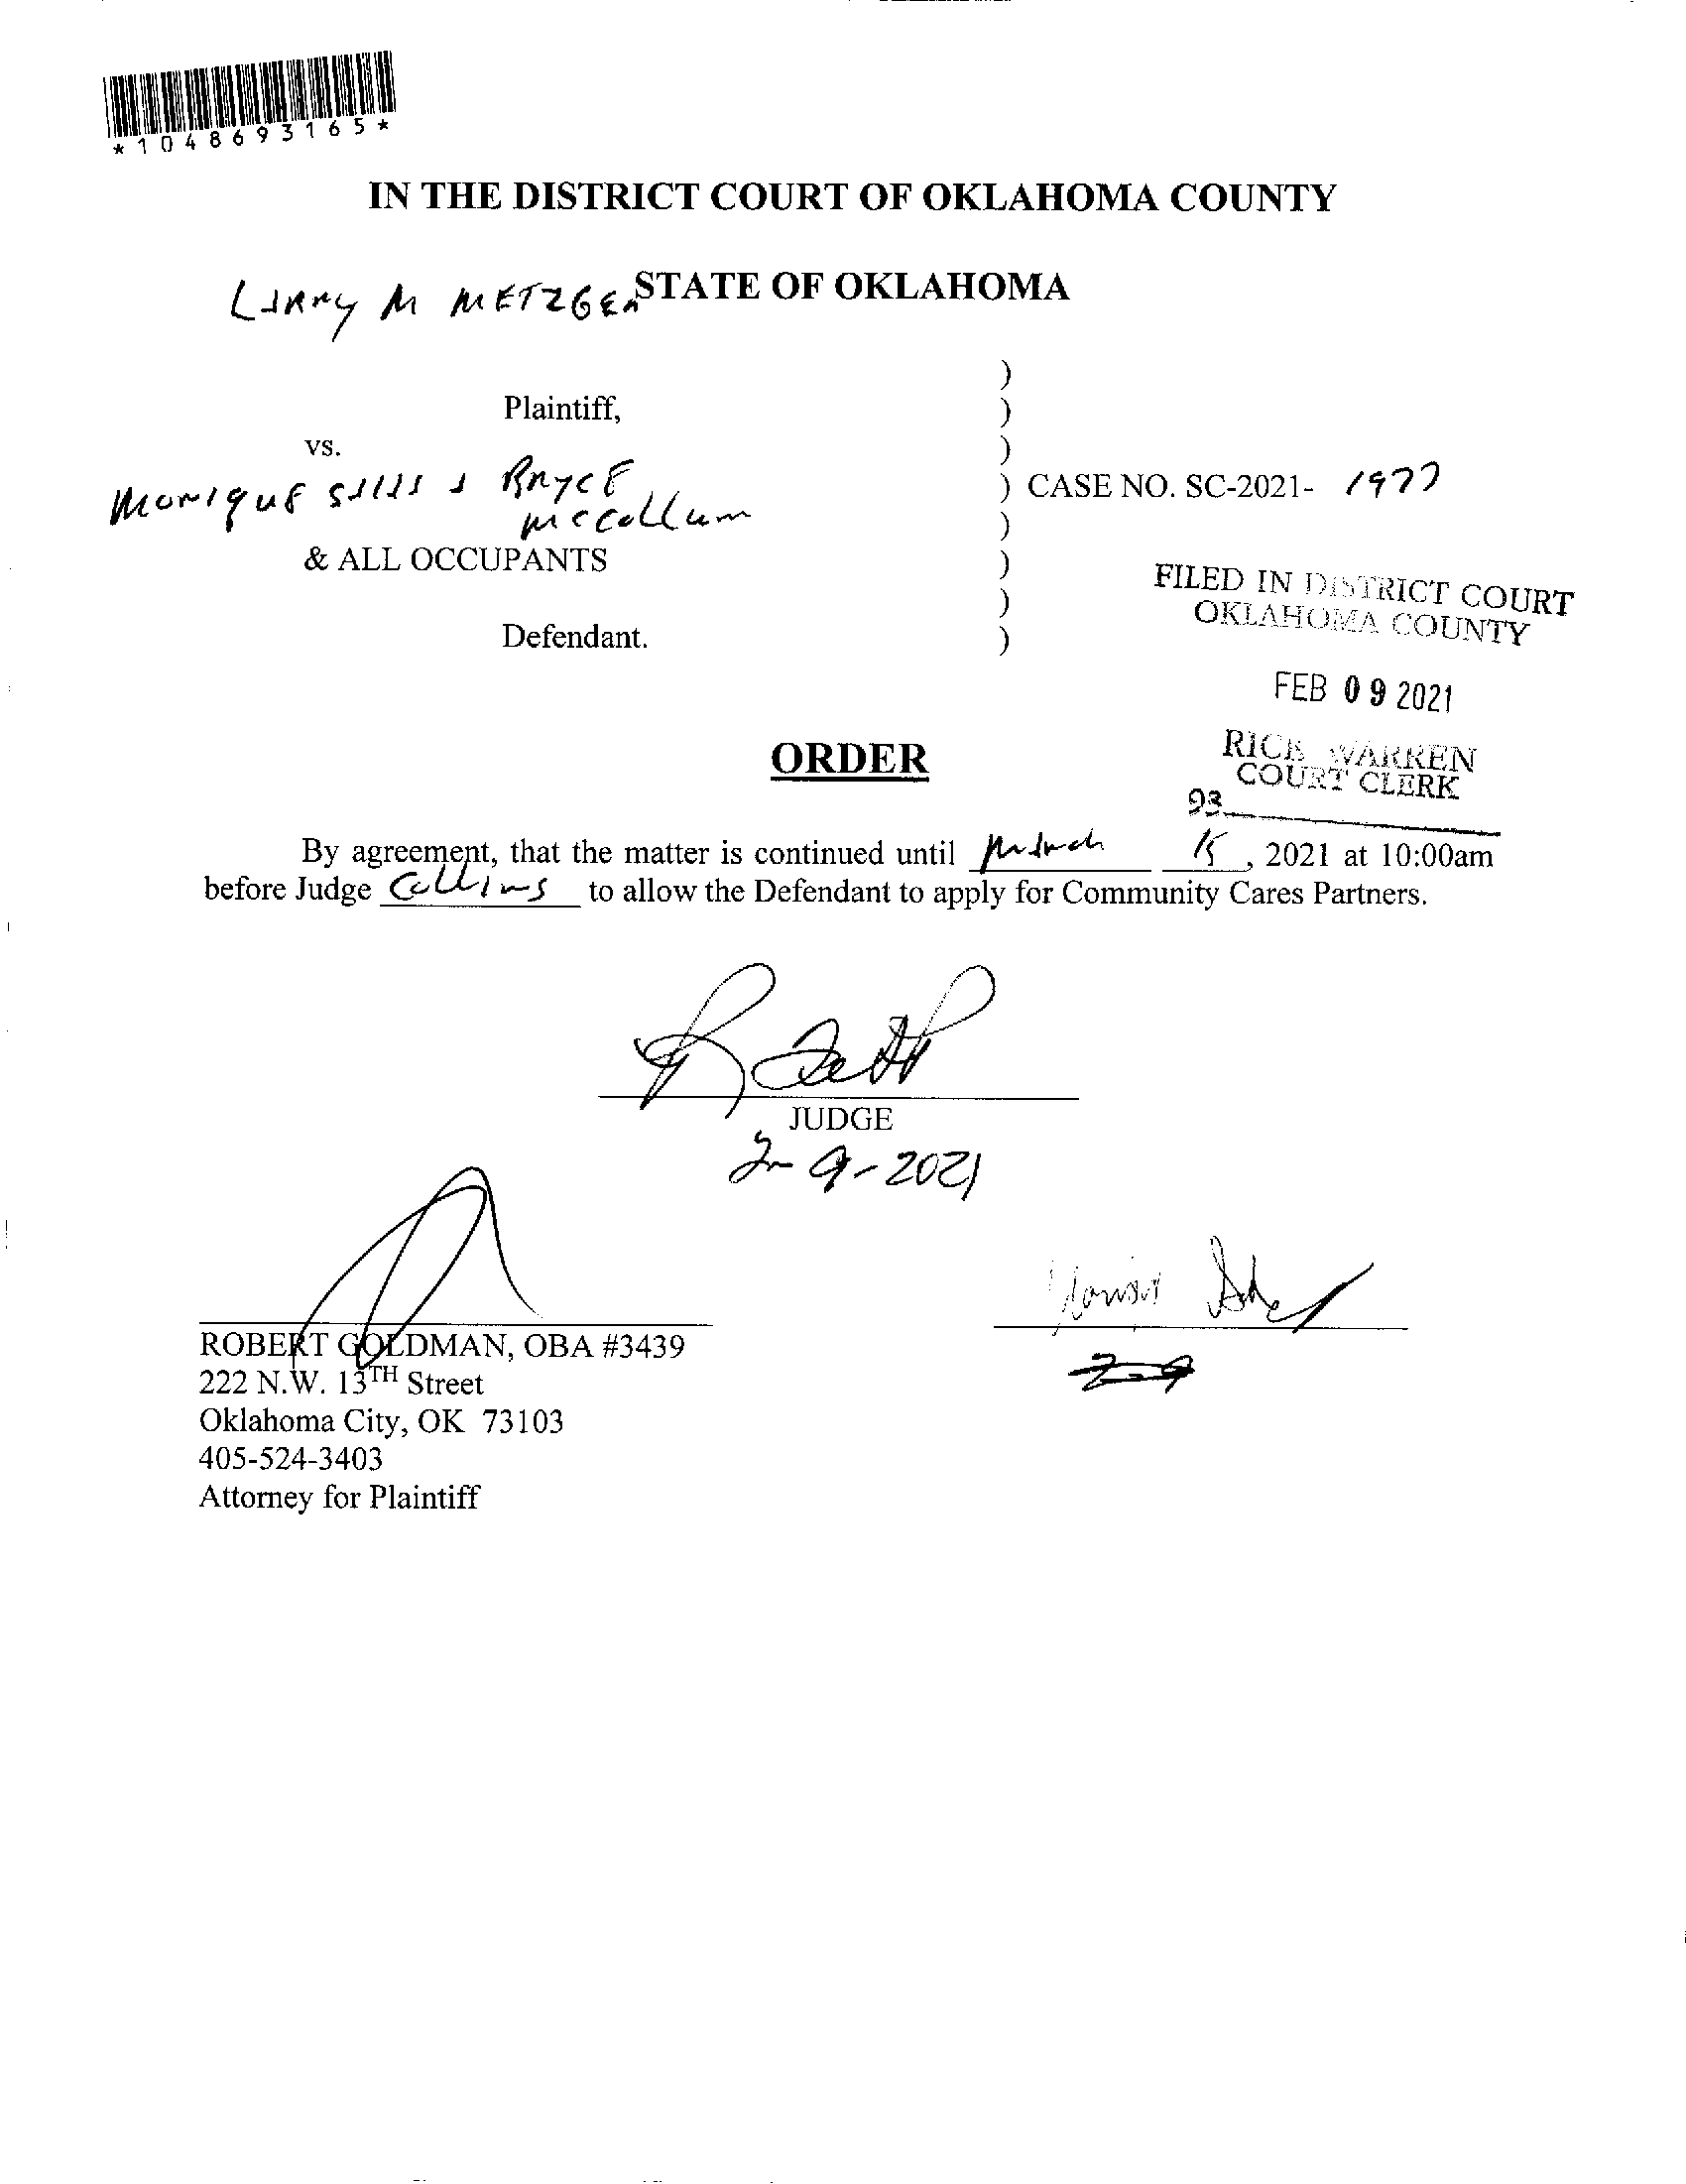 *1048693165*
IN THE DISTRICT COURT OF OKLAHOMA COUNTY
STATE OF OKLAHOMA
LARRY M METZGER
)
Plaintiff, )
vs. )
MONIQUE & BRYCE ) CASE NO. SC-2021- 1977
McCollum )
& ALL OCCUPANTS )
)
Defendant. )
FILED IN DISTRICT COURT
OKLAHOMA COUNTY
FEB 09 2021
RICK WARREN
COURT CLERK
93
ORDER
By agreement, that the matter is continued until March 15, 2021 at 10:00am
before Judge Collins to allow the Defendant to apply for Community Cares Partners.
JUDGE
2-9-2021
ROBERT GOLDMAN, OBA #3439
222 N.W. 13TH Street
Oklahoma City, OK 73103
405-524-3403
Attorney for Plaintiff
2-9